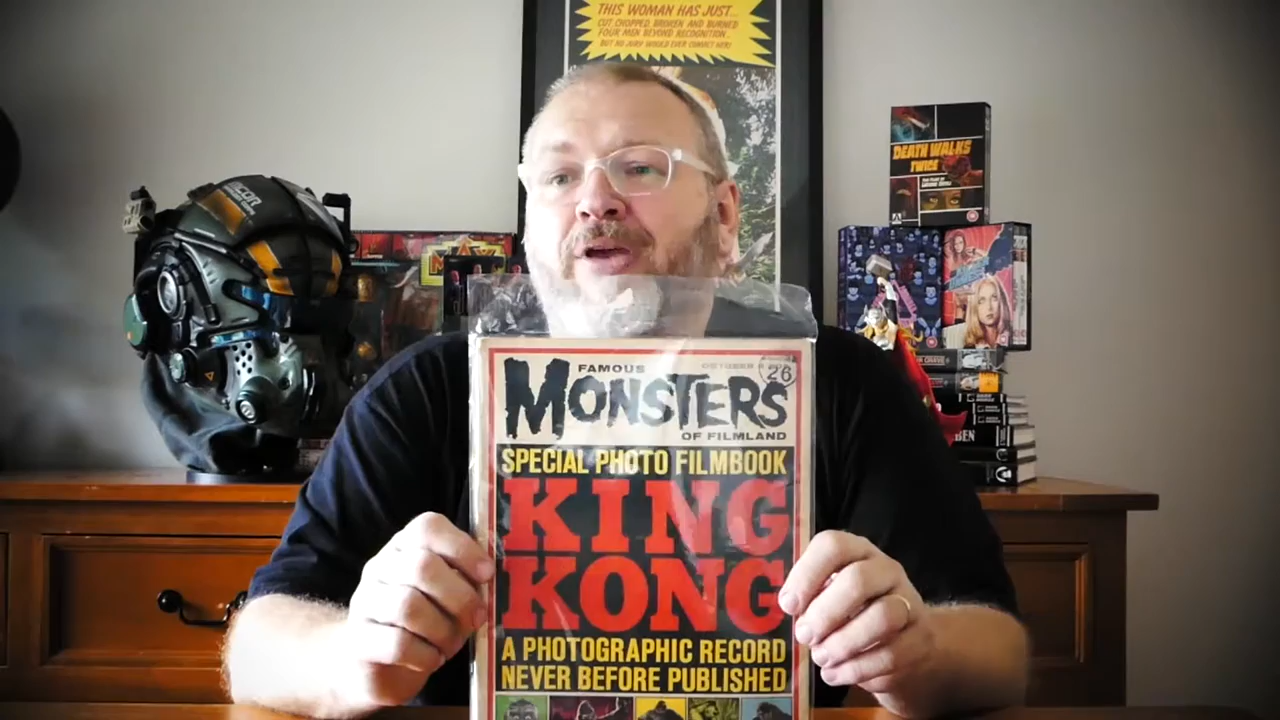 THIS WOMAN HAS JUST...
CUT, CHOPPED, BROKEN AND BURNED
FOUR MEN BEYOND RECOGNITION...
BUT NO JURY WOULD EVER CONVICT HER!
DEATH WALKS
TWICE
FAMOUS
MONSTERS
OF FILMLAND
OCTOBER
26
SPECIAL PHOTO FILMBOOK
KING
KONG
A PHOTOGRAPHIC RECORD
NEVER BEFORE PUBLISHED